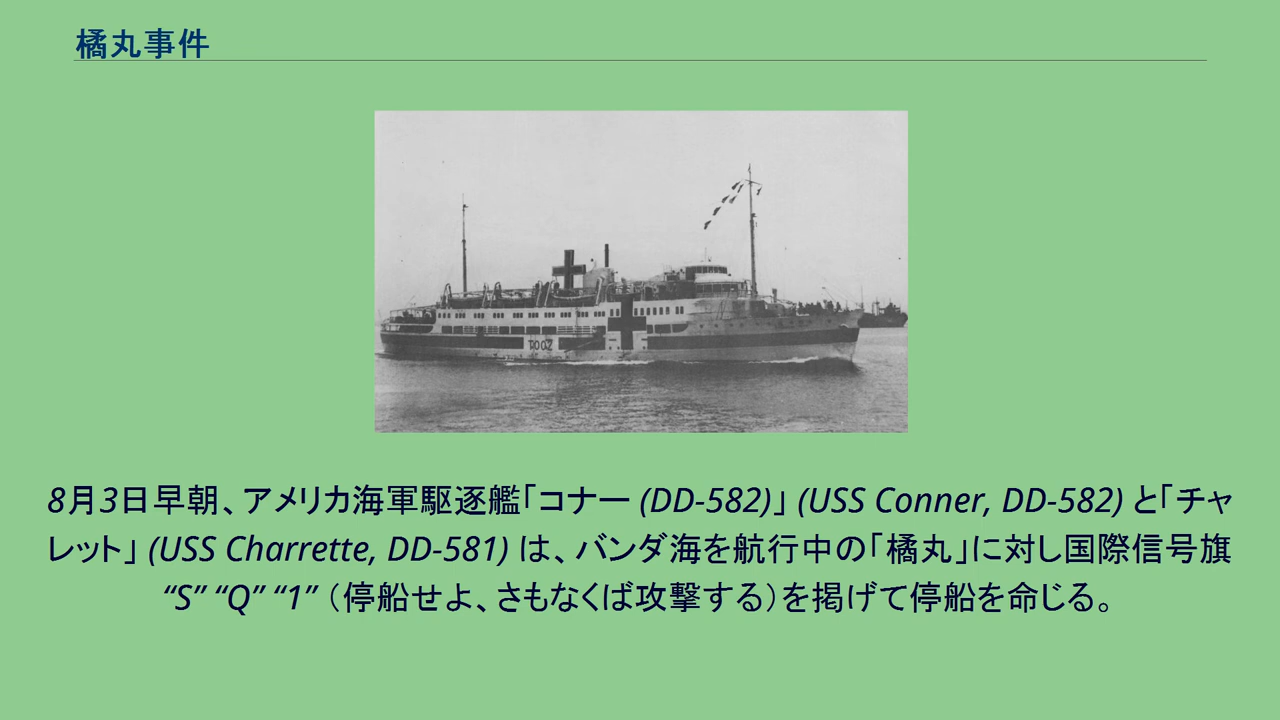 橘丸事件
8月3日早朝、アメリカ海軍駆逐艦「コナー (DD-582)」 (USS Conner, DD-582) と「チャ
レット」 (USS Charrette, DD-581) は、バンダ海を航行中の「橘丸」に対し国際信号旗
“S” “Q” “1” （停船せよ、さもなくば攻撃する）を掲げて停船を命じる。